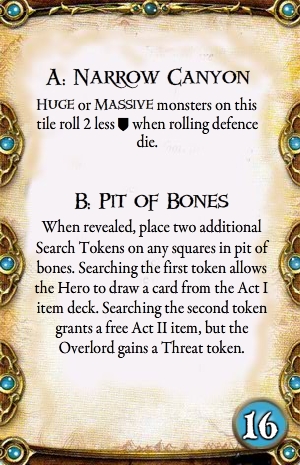 A: Narrow Canyon
Huge or Massive monsters on this
tile roll 2 less when rolling defence
die.
B: Pit of Bones
When revealed, place two additional
Search Tokens on any squares in pit of
bones. Searching the first token allows
the Hero to draw a card from the Act I
item deck. Searching the second token
grants a free Act II item, but the
Overlord gains a Threat token.
16